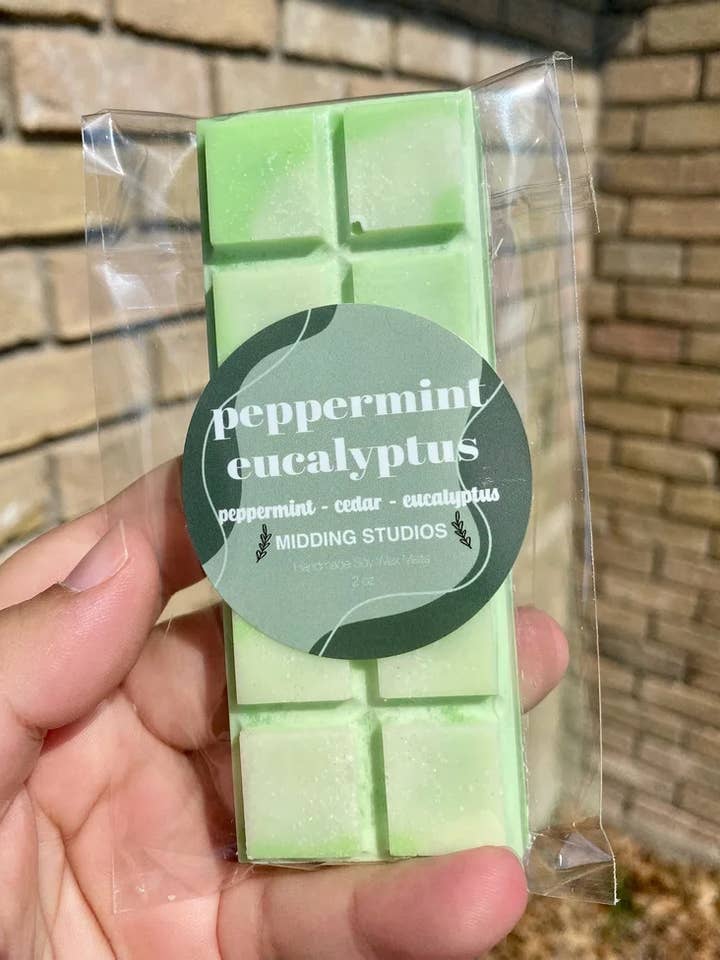 peppermint
eucalyptus
peppermint - cedar - eucalyptus
MIDDING STUDIOS
Handmade Soy Wax Melts
2 oz